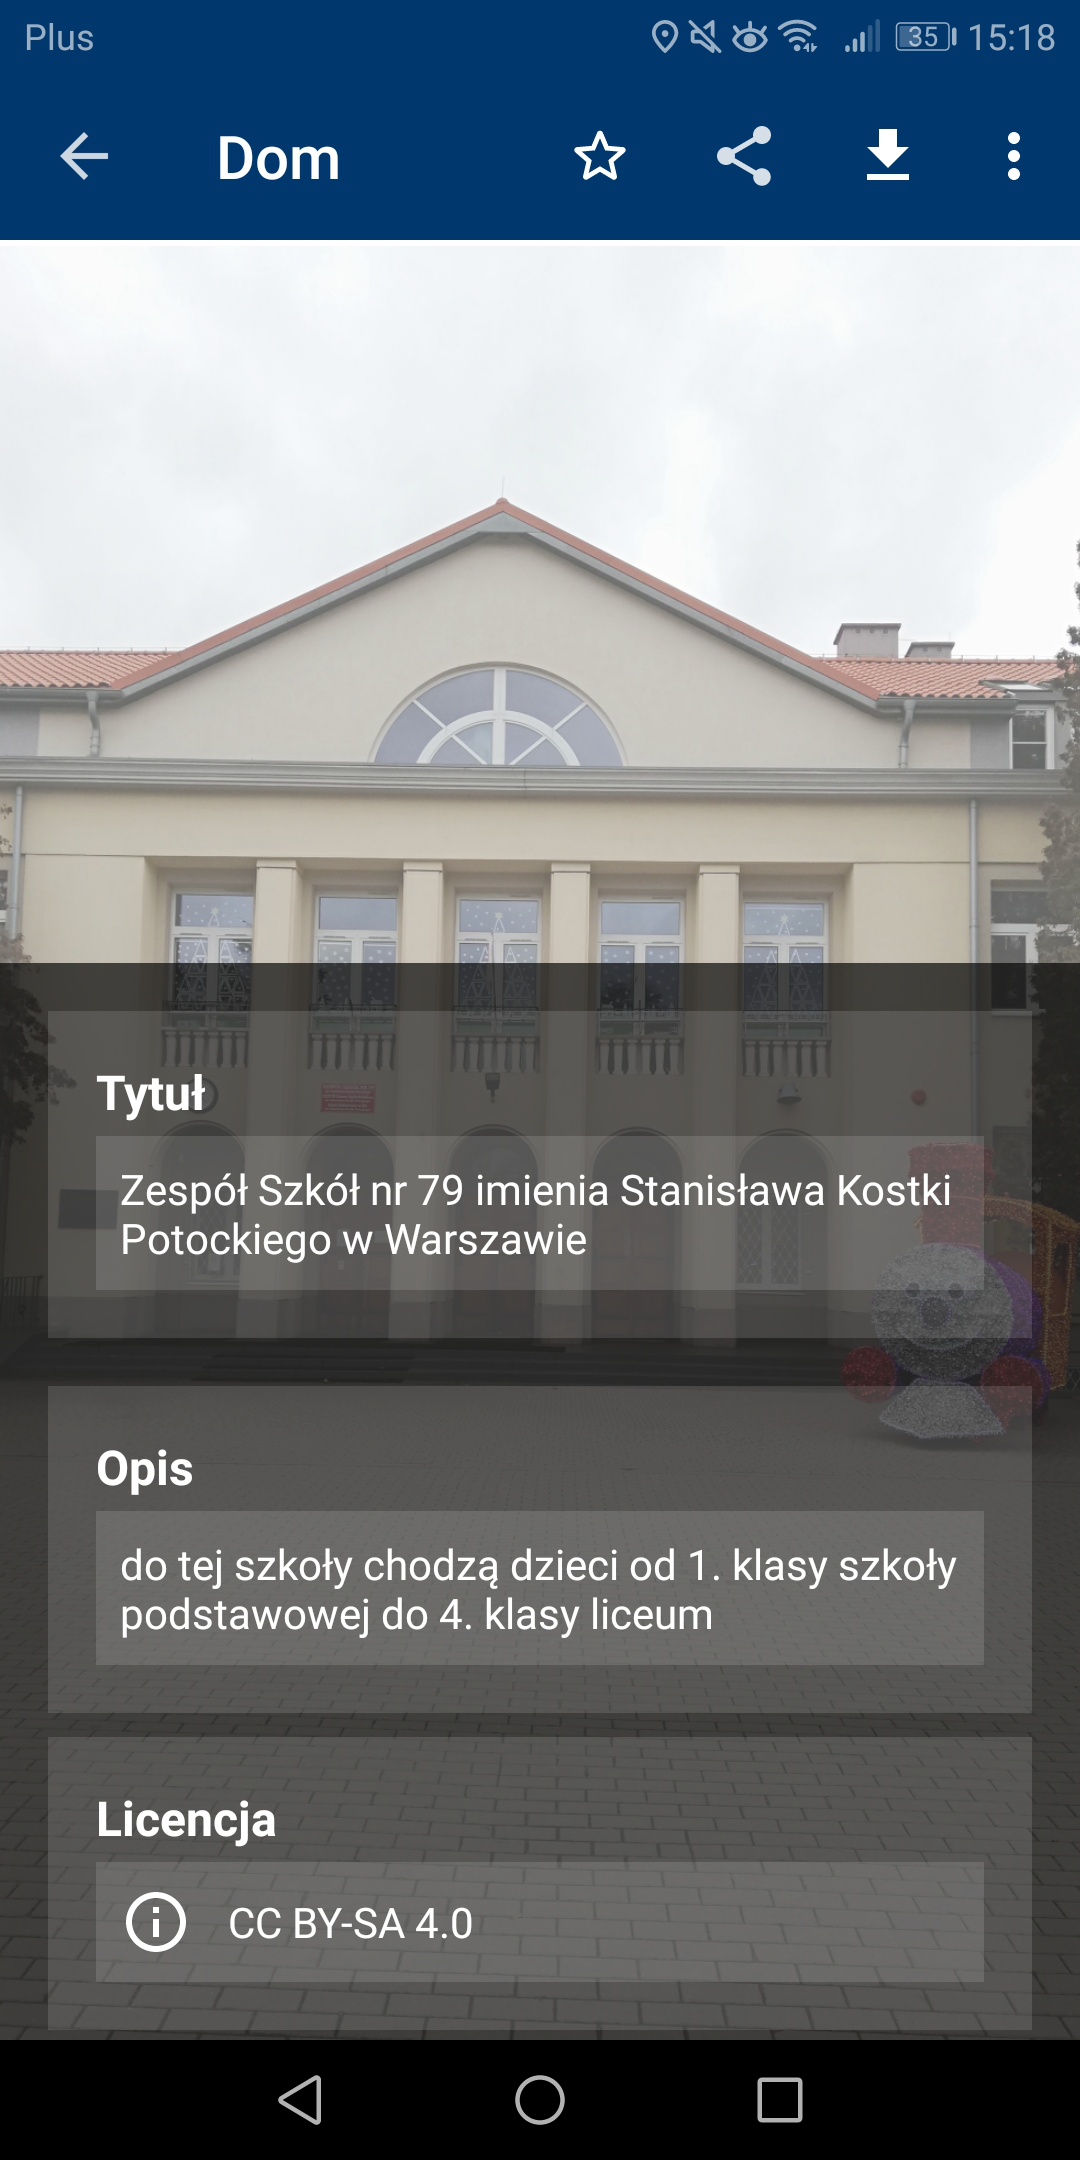 Plus
35
15:18
Dom
Tytuł
Zespół Szkół nr 79 imienia Stanisława Kostki
Potockiego w Warszawie
Opis
do tej szkoły chodzą dzieci od 1. klasy szkoły
podstawowej do 4. klasy liceum
Licencja
CC BY-SA 4.0